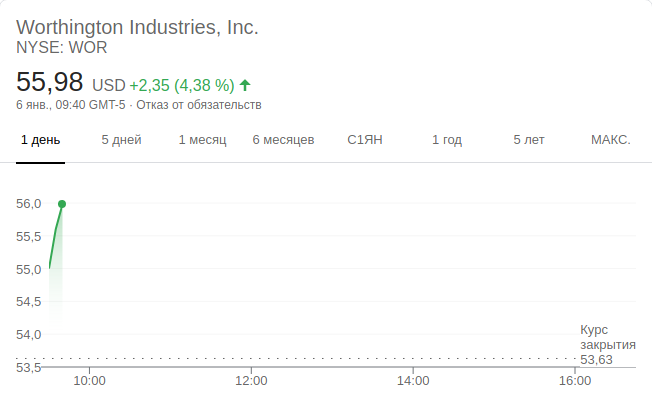 Worthington Industries, Inc.
NYSE: WOR
55,98 USD +2,35 (4,38 %)
6 янв., 09:40 GMT-5 · Отказ от обязательств
1 день 5 дней 1 месяц 6 месяцев С1ЯН 1 год 5 лет МАКС.
56,0
55,5
55,0
54,5
54,0
53,5
Курс
закрытия
53,63
10:00 12:00 14:00 16:00